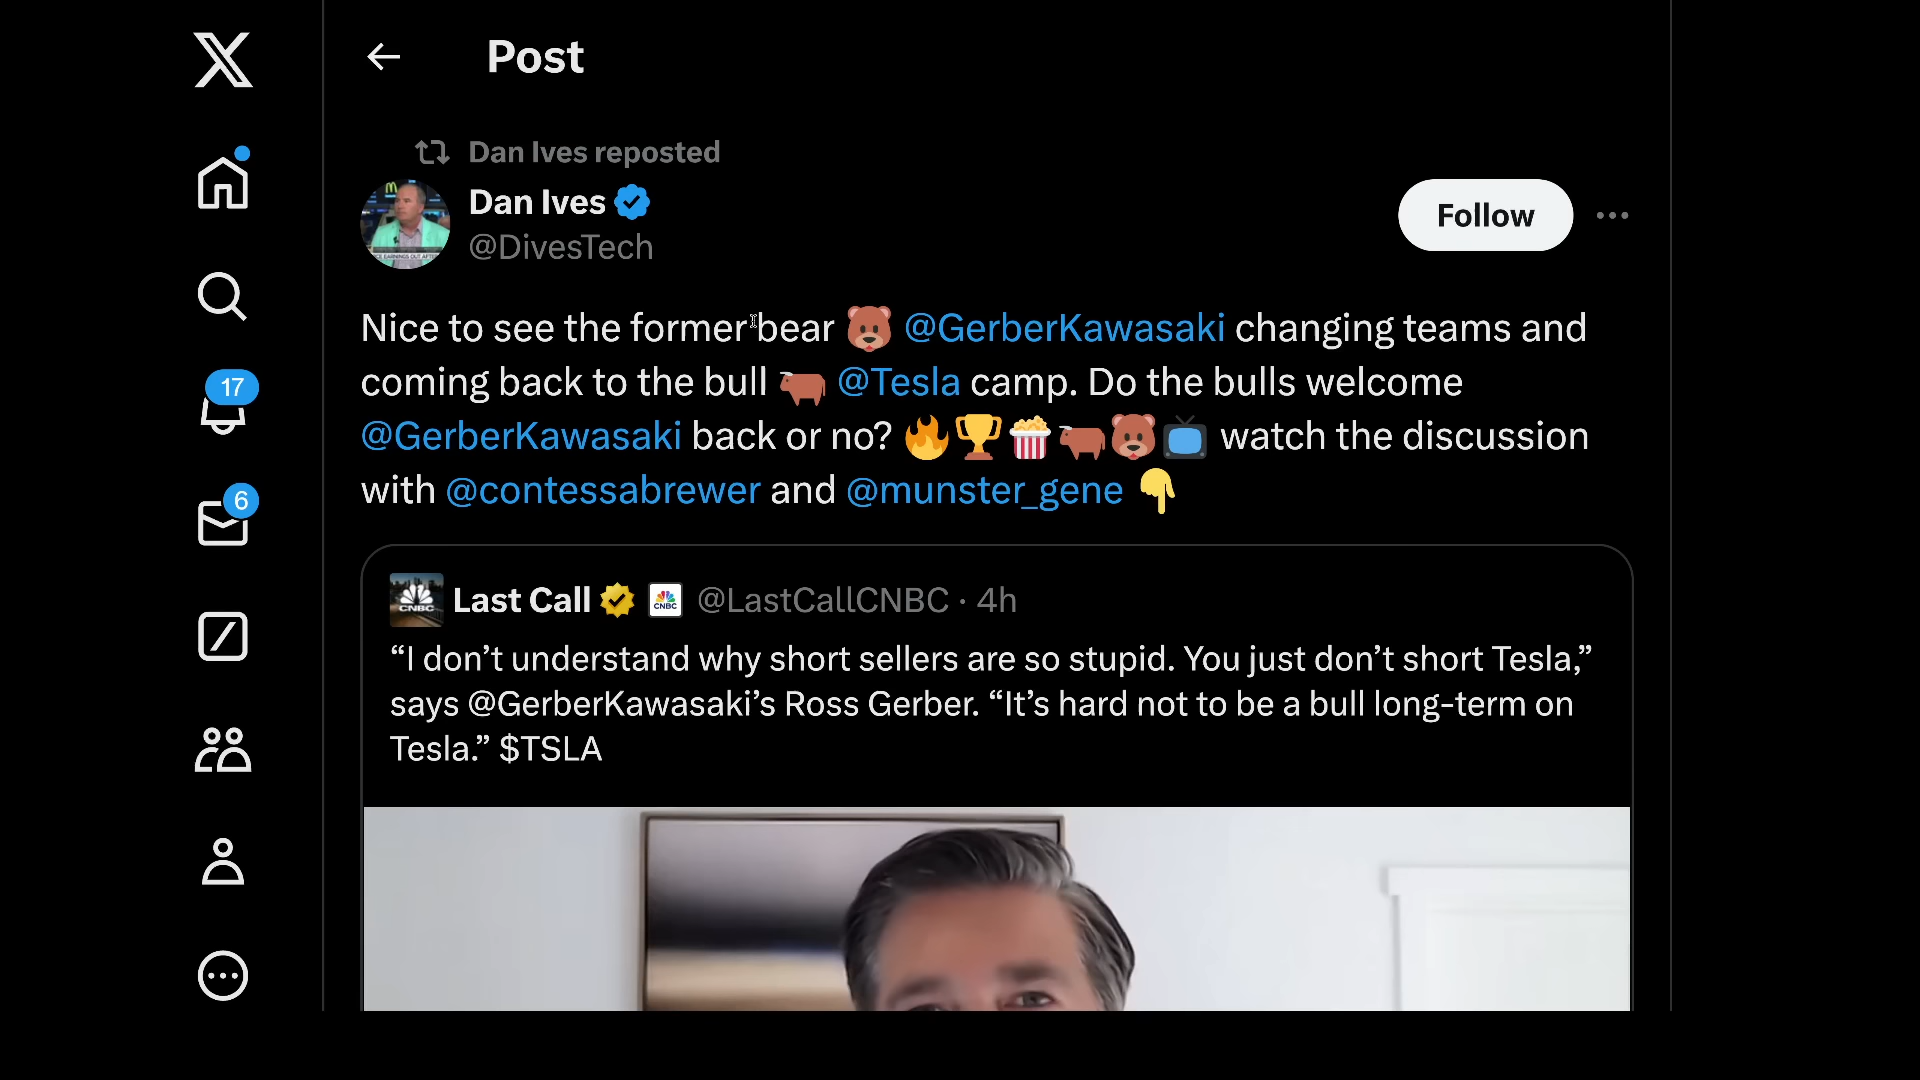 Post
Dan Ives reposted
Dan Ives
@DivesTech
Follow
Nice to see the former bear 🐻 @GerberKawasaki changing teams and
coming back to the bull 🐂 @Tesla camp. Do the bulls welcome
@GerberKawasaki back or no? 🔥🏆🍿🐂🐻📺 watch the discussion
with @contessabrewer and @munster_gene 👇
17
6
CNBC
Last Call CNBC @LastCallCNBC · 4h
“I don’t understand why short sellers are so stupid. You just don’t short Tesla,”
says @GerberKawasaki’s Ross Gerber. “It’s hard not to be a bull long-term on
Tesla.” $TSLA